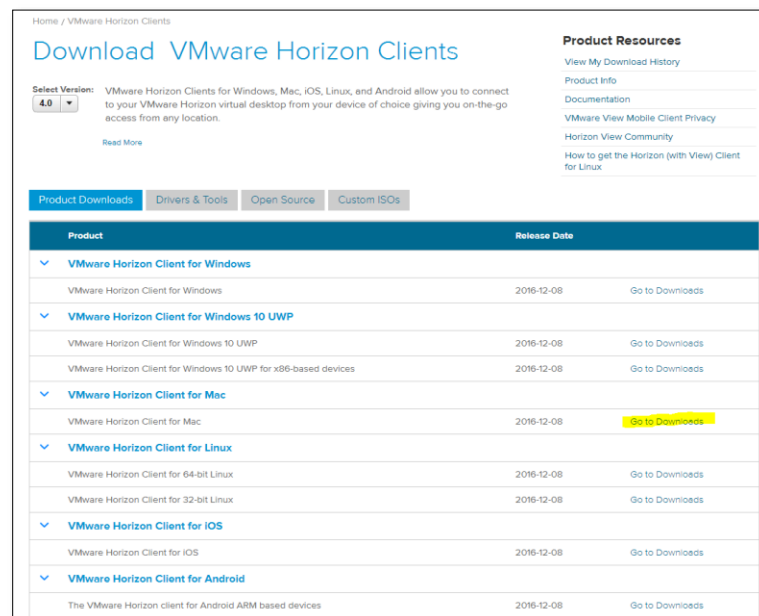 Home / VMware Horizon Clients
Download VMware Horizon Clients
Select Version:
4.0
VMware Horizon Clients for Windows, Mac, iOS, Linux, and Android allow you to connect
to your VMware Horizon virtual desktop from your device of choice giving you on-the-go
access from any location.
Read More
Product Resources
View My Download History
Product Info
Documentation
VMware View Mobile Client Privacy
Horizon View Community
How to get the Horizon (with View) Client
for Linux
Product Downloads Drivers & Tools Open Source Custom ISOs
Product Release Date
VMware Horizon Client for Windows
VMware Horizon Client for Windows 2016-12-08 Go to Downloads
VMware Horizon Client for Windows 10 UWP
VMware Horizon Client for Windows 10 UWP 2016-12-08 Go to Downloads
VMware Horizon Client for Windows 10 UWP for x86-based devices 2016-12-08 Go to Downloads
VMware Horizon Client for Mac
VMware Horizon Client for Mac 2016-12-08 Go to Downloads
VMware Horizon Client for Linux
VMware Horizon Client for 64-bit Linux 2016-12-08 Go to Downloads
VMware Horizon Client for 32-bit Linux 2016-12-08 Go to Downloads
VMware Horizon Client for iOS
VMware Horizon Client for iOS 2016-12-08 Go to Downloads
VMware Horizon Client for Android
The VMware Horizon client for Android ARM based devices 2016-12-08 Go to Downloads